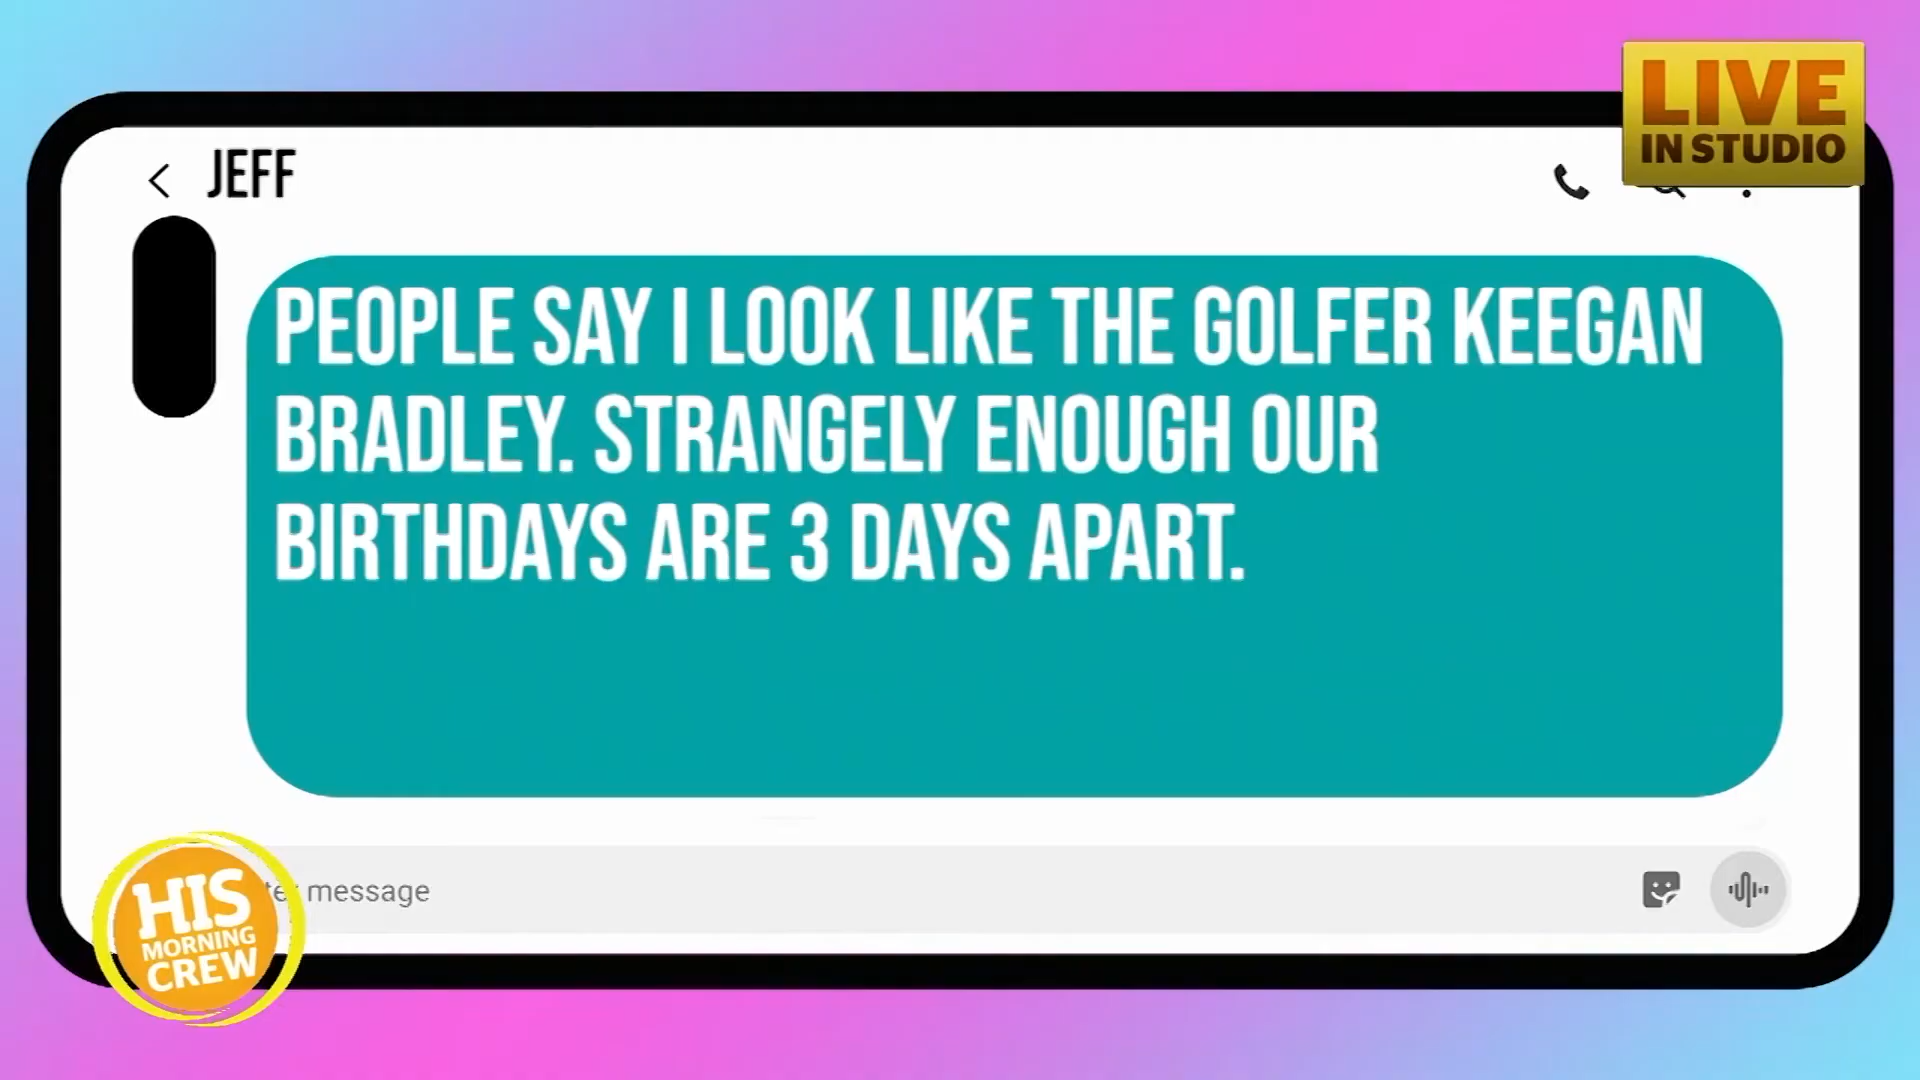 LIVE
IN STUDIO
JEFF
PEOPLE SAY I LOOK LIKE THE GOLFER KEEGAN
BRADLEY. STRANGELY ENOUGH OUR
BIRTHDAYS ARE 3 DAYS APART.
message
HIS
MORNING
CREW